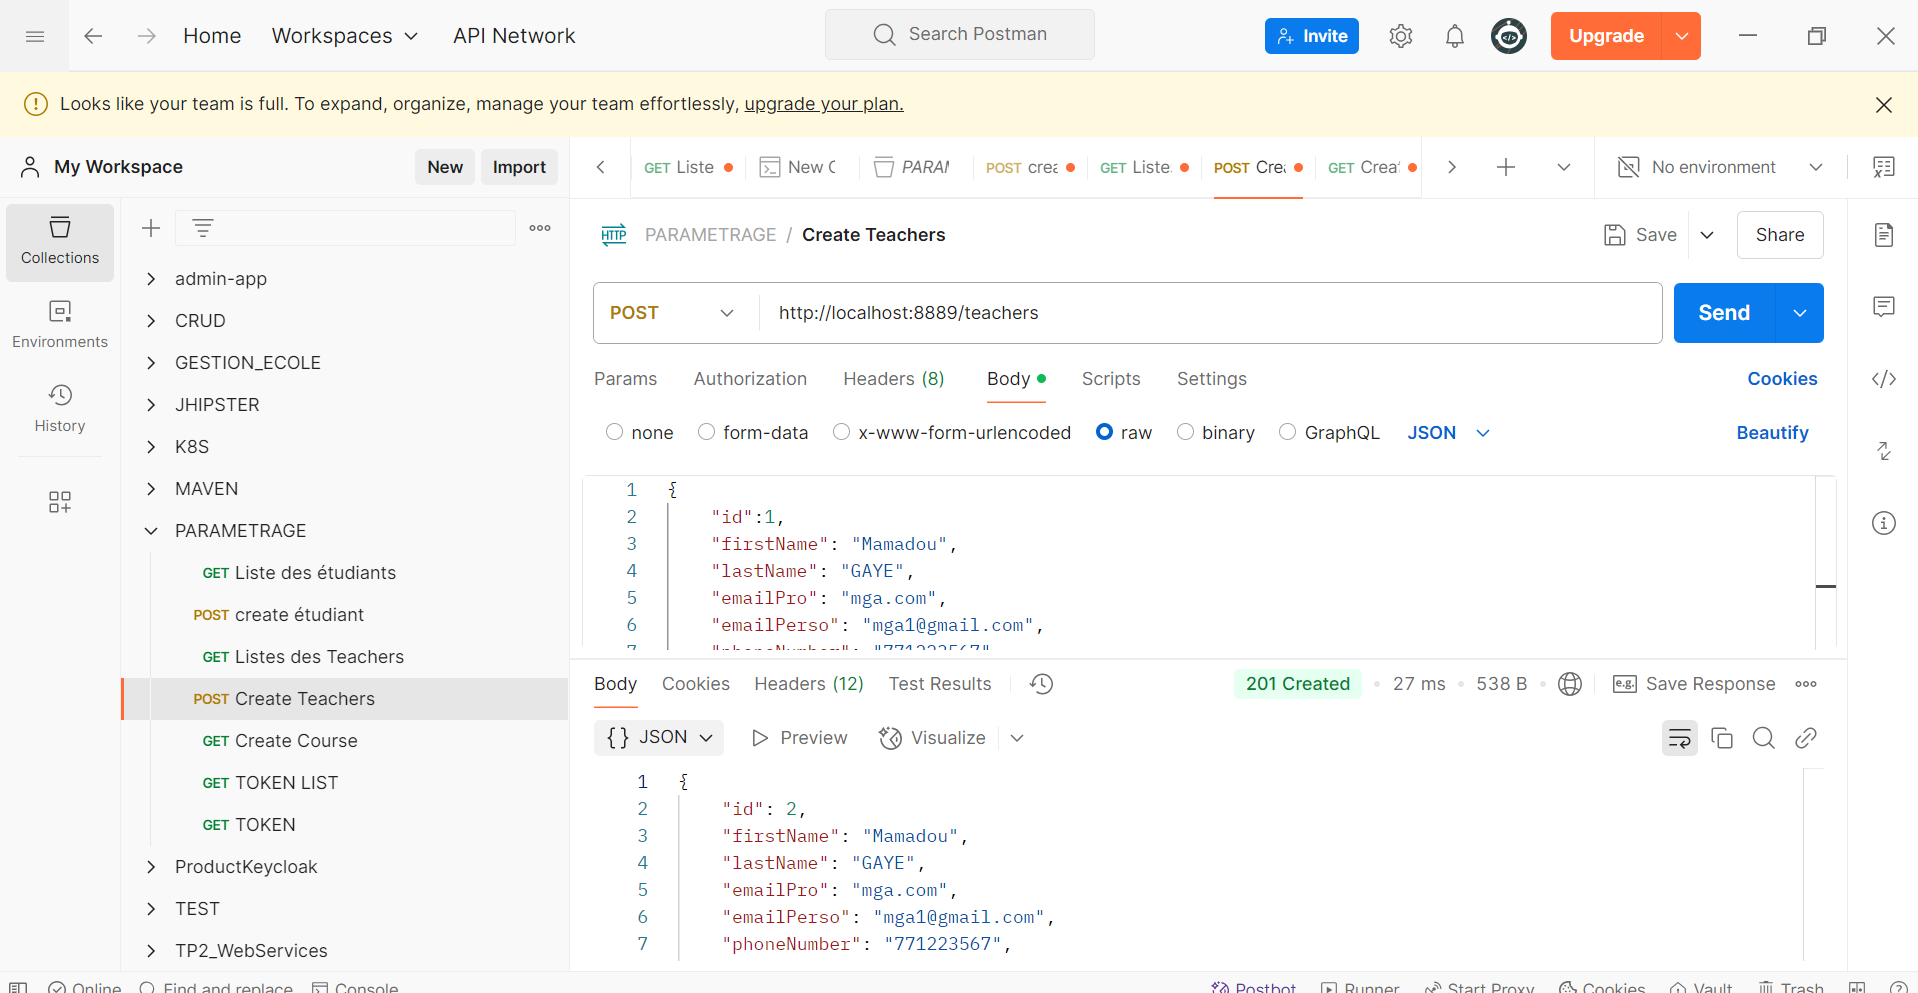 Home Workspaces API Network Search Postman Invite Upgrade
Looks like your team is full. To expand, organize, manage your team effortlessly, upgrade your plan.
My Workspace New Import
Collections
Environments
History
admin-app
CRUD
GESTION_ECOLE
JHIPSTER
K8S
MAVEN
PARAMETRAGE
GET Liste des étudiants
POST create étudiant
GET Listes des Teachers
POST Create Teachers
GET Create Course
GET TOKEN LIST
GET TOKEN
ProductKeycloak
TEST
TP2_WebServices
GET Liste New C PARAM POST crea GET Liste POST Crea GET Creat No environment
HTTP PARAMETRAGE / Create Teachers Save Share
POST http://localhost:8889/teachers Send
Params Authorization Headers (8) Body Scripts Settings Cookies
none form-data x-www-form-urlencoded raw binary GraphQL JSON Beautify
1 {
2 "id":1,
3 "firstName": "Mamadou",
4 "lastName": "GAYE",
5 "emailPro": "mga.com",
6 "emailPerso": "mga1@gmail.com",
7 "phoneNumber": "771223567"
Body Cookies Headers (12) Test Results 201 Created 27 ms 538 B e.g. Save Response
{} JSON Preview Visualize
1 {
2 "id": 2,
3 "firstName": "Mamadou",
4 "lastName": "GAYE",
5 "emailPro": "mga.com",
6 "emailPerso": "mga1@gmail.com",
7 "phoneNumber": "771223567",
Online Find and replace Console Postbot Runner Start Proxy Cookies Vault Trash